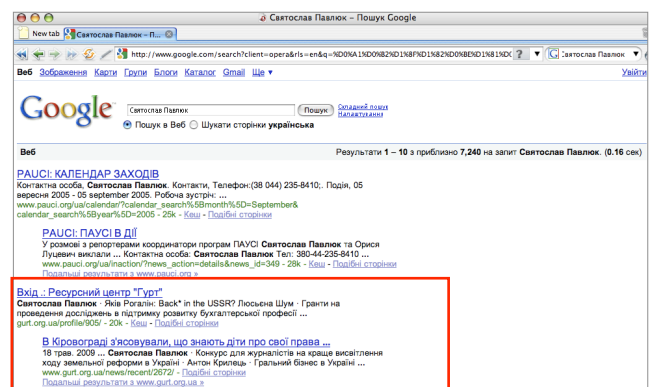 Святослав Павлюк – Пошук Google
New tab Святослав Павлюк – П...
http://www.google.com/search?client=opera&rls=en&q=%D0%A1%D0%B2%D1%8F%D1%82%D0%BE%D1%81%D0 ? Святослав Павлюк
Веб Зображення Карти Групи Блоги Каталог Gmail Ще ▼ Увійти
Google Святослав Павлюк Пошук Складний пошук
Налаштування
Пошук в Веб Шукати сторінки українська
Веб Результати 1 – 10 з приблизно 7,240 на запит Святослав Павлюк. (0.16 сек)
PAUCI: КАЛЕНДАР ЗАХОДІВ
Контактна особа, Святослав Павлюк. Контакти, Телефон:(38 044) 235-8410;. Подія, 05
вересня 2005 - 05 september 2005. Робоча зустріч: ...
www.pauci.org/ua/calendar/?calendar_search%5Bmonth%5D=September&
calendar_search%5Byear%5D=2005 - 25k - Кеш - Подібні сторінки
PAUCI: ПАУСІ В ДІЇ
У розмові з репортерами координатори програм ПАУСІ Святослав Павлюк та Орися
Луцевич виклали ... Контактна особа: Святослав Павлюк Тел: 380-44-235-8410 ...
www.pauci.org/ua/inaction/?news_action=details&news_id=349 - 28k - Кеш - Подібні сторінки
Подальші результати з www.pauci.org »
Вхід .: Ресурсний центр "Гурт"
Святослав Павлюк · Яків Рогалін: Back* in the USSR? Люсьєна Шум · Гранти на
проведення досліджень в підтримку розвитку бухгалтерської професії ...
gurt.org.ua/profile/905/ - 20k - Кеш - Подібні сторінки
В Кіровограді з'ясовували, що знають діти про свої права ...
18 трав. 2009 ... Святослав Павлюк · Конкурс для журналістів на краще висвітлення
ходу земельної реформи в Україні · Антон Крилець · Гральний бізнес в Україні ...
www.gurt.org.ua/news/recent/2672/ - Подібні сторінки
Подальші результати з www.gurt.org.ua »